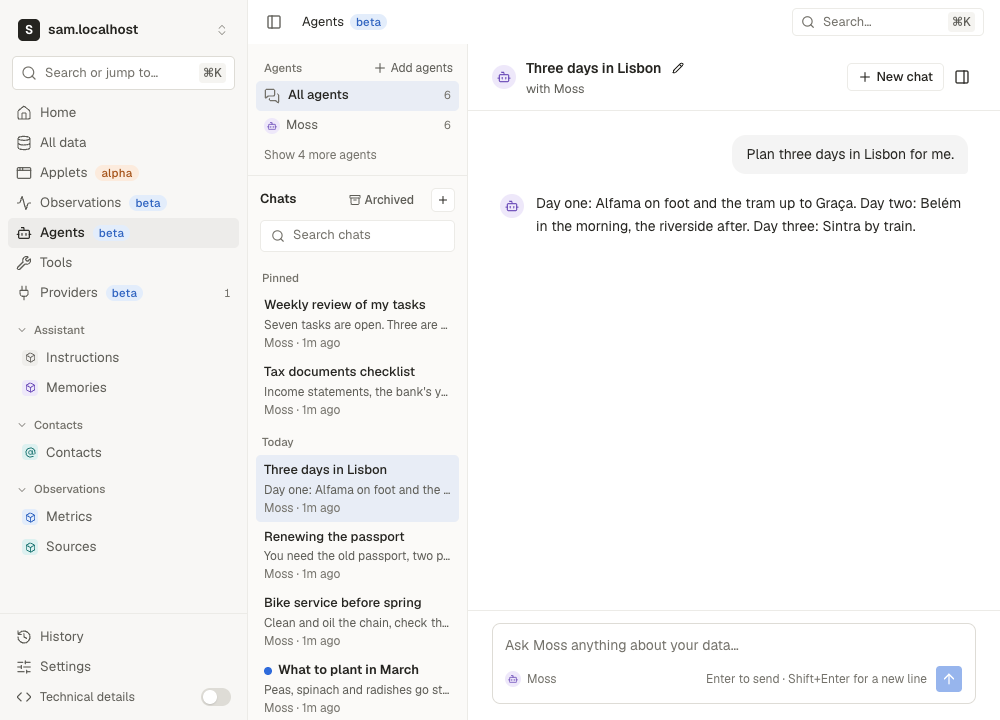 S sam.localhost
Search or jump to… ⌘K
Home
All data
Applets alpha
Observations beta
Agents beta
Tools
Providers beta 1
Assistant
Instructions
Memories
Contacts
Contacts
Observations
Metrics
Sources
History
Settings
Technical details
Agents beta
Search… ⌘K
Agents
Add agents
All agents 6
Moss 6
Show 4 more agents
Chats
Archived
Search chats
Pinned
Weekly review of my tasks
Seven tasks are open. Three are …
Moss · 1m ago
Tax documents checklist
Income statements, the bank's y…
Moss · 1m ago
Today
Three days in Lisbon
Day one: Alfama on foot and the …
Moss · 1m ago
Renewing the passport
You need the old passport, two p…
Moss · 1m ago
Bike service before spring
Clean and oil the chain, check th…
Moss · 1m ago
What to plant in March
Peas, spinach and radishes go st…
Moss · 1m ago
Three days in Lisbon
with Moss
New chat
Plan three days in Lisbon for me.
Day one: Alfama on foot and the tram up to Graça. Day two: Belém
in the morning, the riverside after. Day three: Sintra by train.
Ask Moss anything about your data…
Moss
Enter to send · Shift+Enter for a new line